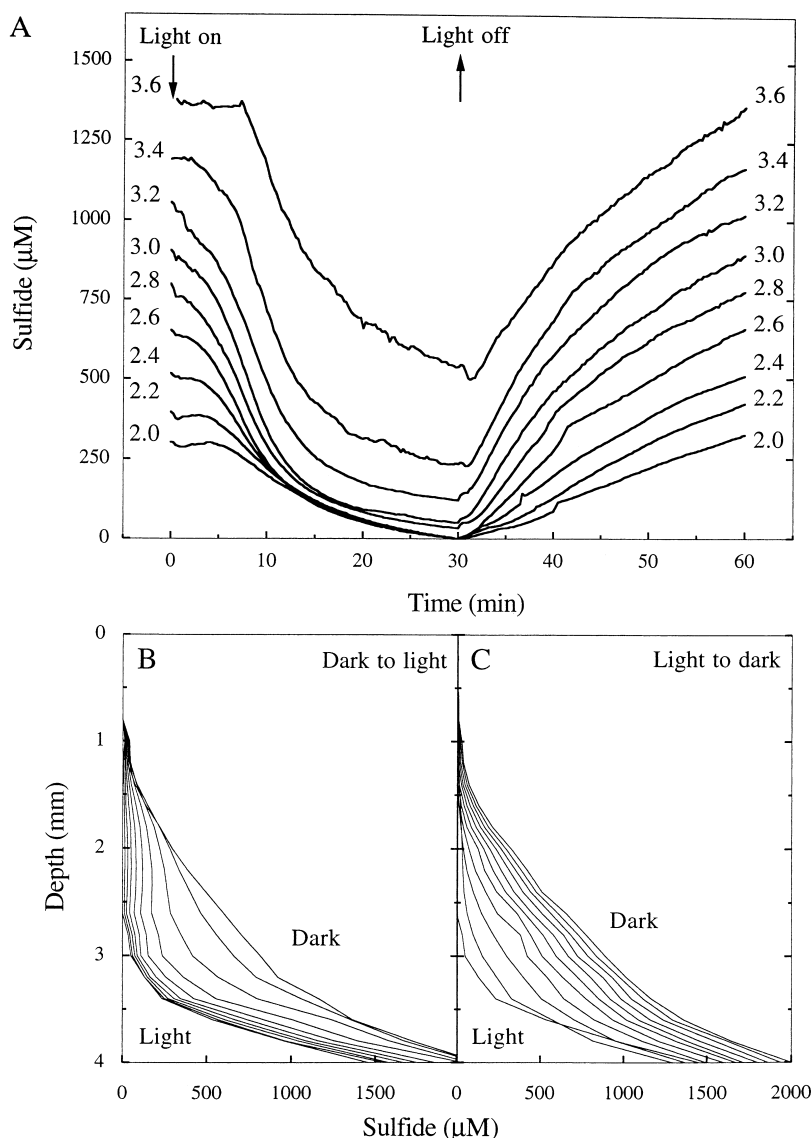 A
Light on
Light off
1500
1250
1000
750
500
250
0
Sulfide (μM)
3.6
3.4
3.2
3.0
2.8
2.6
2.4
2.2
2.0
3.6
3.4
3.2
3.0
2.8
2.6
2.4
2.2
2.0
0 10 20 30 40 50 60
Time (min)
B Dark to light
C Light to dark
0
1
2
3
4
Depth (mm)
Dark
Light
Dark
Light
0 500 1000 0 500 1000 1500 2000
Sulfide (μM)